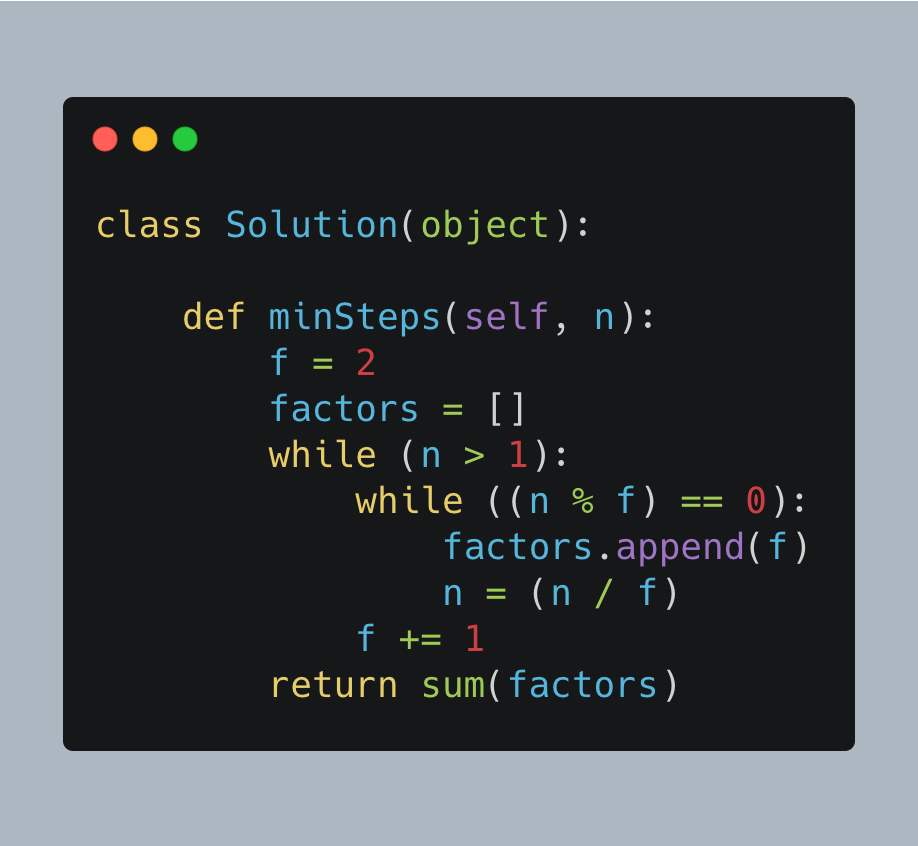 class Solution(object):
    def minSteps(self, n):
        f = 2
        factors = []
        while (n > 1):
            while ((n % f) == 0):
                factors.append(f)
                n = (n / f)
            f += 1
        return sum(factors)